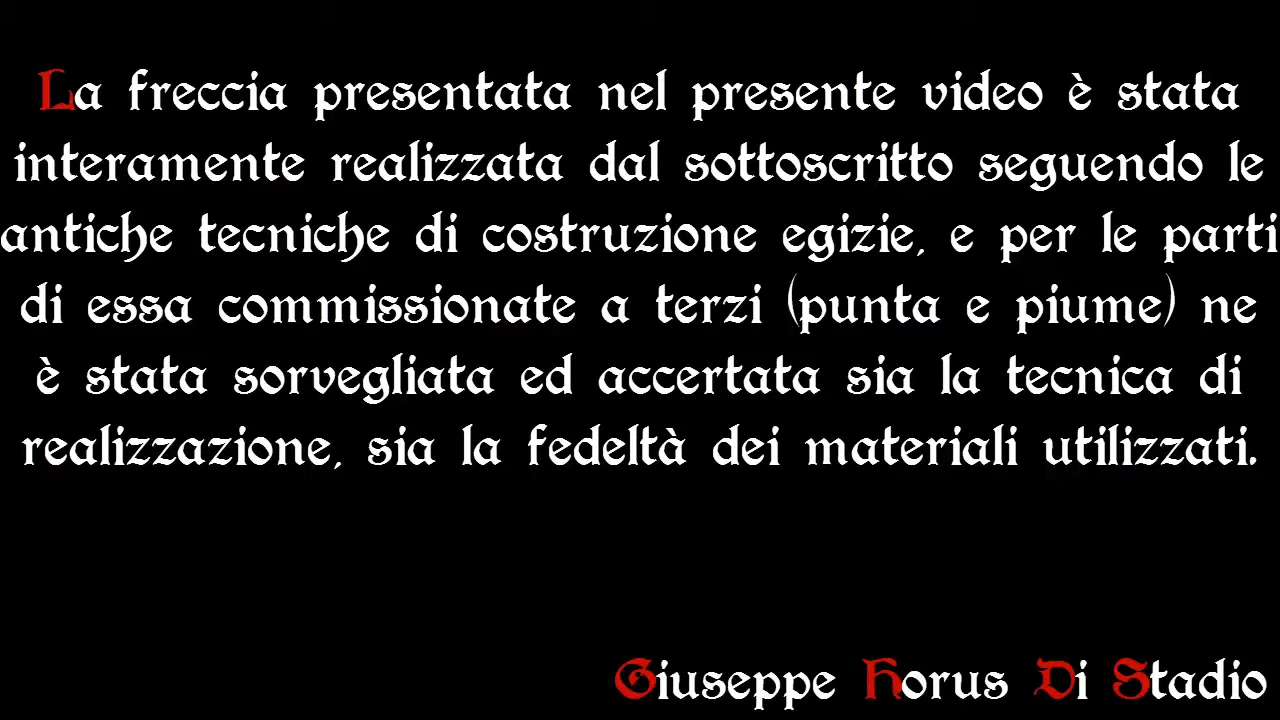 La freccia presentata nel presente video è stata
interamente realizzata dal sottoscritto seguendo le
antiche tecniche di costruzione egizie, e per le parti
di essa commissionate a terzi (punta e piume) ne
è stata sorvegliata ed accertata sia la tecnica di
realizzazione, sia la fedeltà dei materiali utilizzati.
Giuseppe Horus Di Stadio